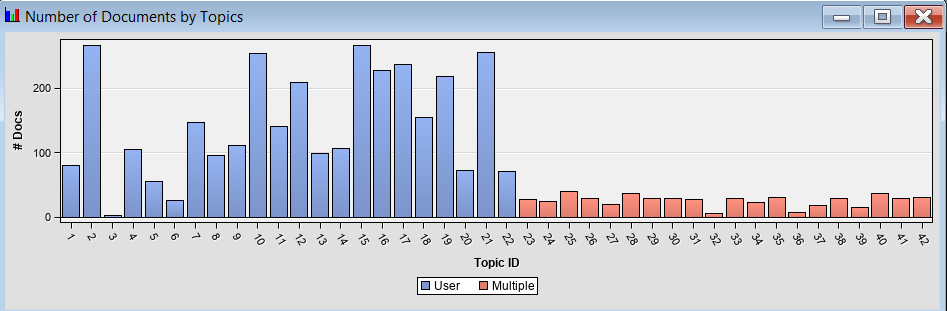 Number of Documents by Topics
# Docs
200
100
0
1 2 3 4 5 6 7 8 9 10 11 12 13 14 15 16 17 18 19 20 21 22 23 24 25 26 27 28 29 30 31 32 33 34 35 36 37 38 39 40 41 42
Topic ID
User Multiple